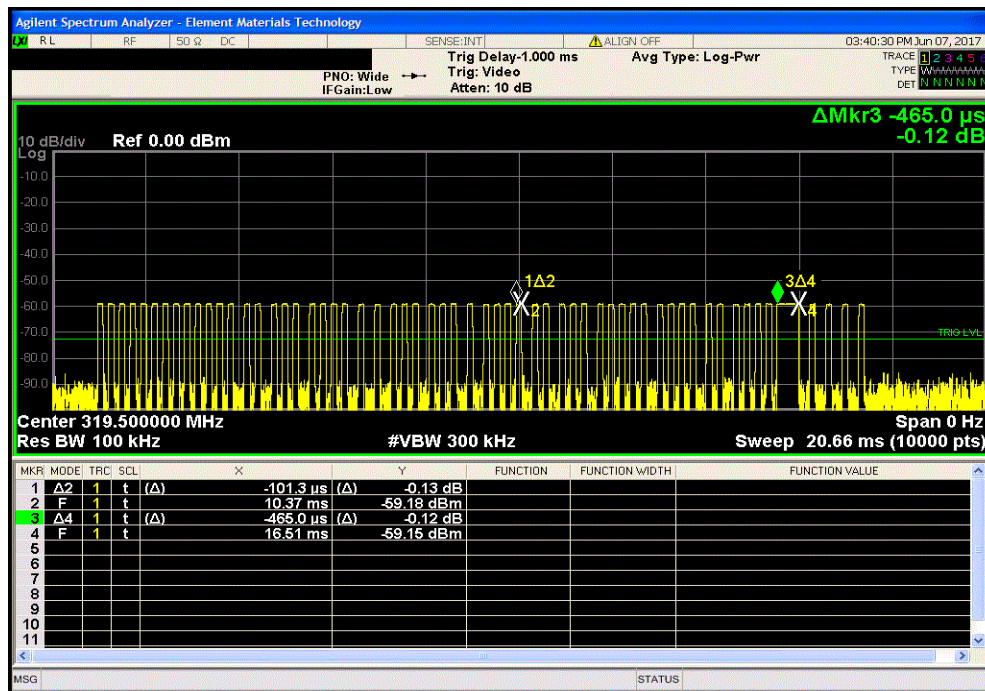 Agilent Spectrum Analyzer - Element Materials Technology
LXI RL RF 50 Ω DC SENSE:INT ALIGN OFF 03:40:30 PM Jun 07, 2017
Trig Delay-1.000 ms Avg Type: Log-Pwr TRACE 1 2 3 4 5 6
PNO: Wide Trig: Video TYPE WWWWWW
IFGain:Low Atten: 10 dB DET N N N N N N
ΔMkr3 -465.0 µs
10 dB/div Ref 0.00 dBm -0.12 dB
Log
-10.0
-20.0
-30.0
-40.0
-50.0
1Δ2 3Δ4
-60.0
2 4
-70.0
TRIG LVL
-80.0
-90.0
Center 319.500000 MHz Span 0 Hz
Res BW 100 kHz #VBW 300 kHz Sweep 20.66 ms (10000 pts)
MKR MODE TRC SCL X Y FUNCTION FUNCTION WIDTH FUNCTION VALUE
1 Δ2 1 t (Δ) -101.3 µs (Δ) -0.13 dB
2 F 1 t 10.37 ms -59.18 dBm
3 Δ4 1 t (Δ) -465.0 µs (Δ) -0.12 dB
4 F 1 t 16.51 ms -59.15 dBm
5
6
7
8
9
10
11
MSG STATUS